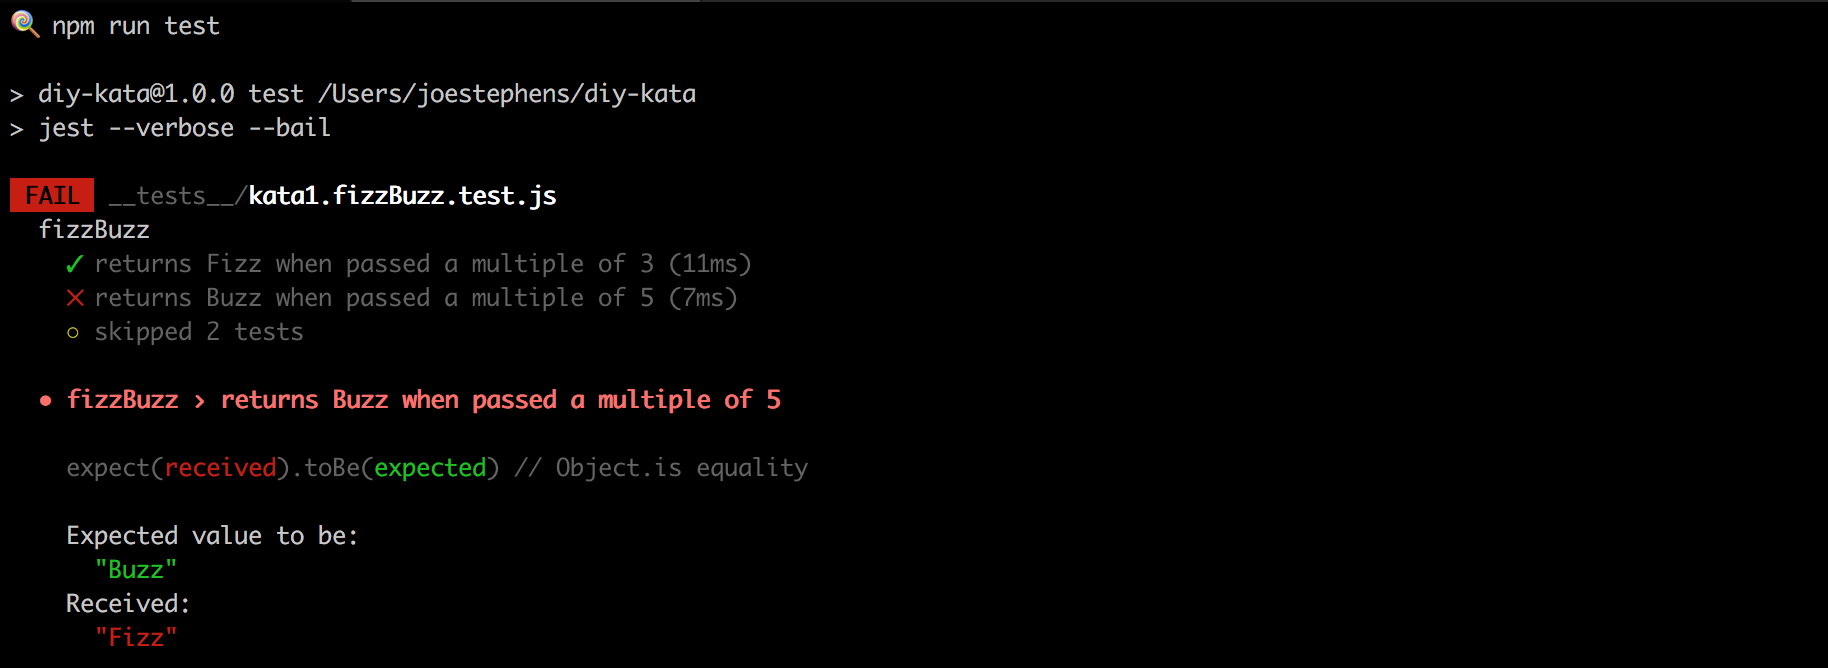 npm run test
> diy-kata@1.0.0 test /Users/joestephens/diy-kata
> jest --verbose --bail
FAIL __tests__/kata1.fizzBuzz.test.js
fizzBuzz
✓ returns Fizz when passed a multiple of 3 (11ms)
✕ returns Buzz when passed a multiple of 5 (7ms)
○ skipped 2 tests
● fizzBuzz › returns Buzz when passed a multiple of 5
expect(received).toBe(expected) // Object.is equality
Expected value to be:
"Buzz"
Received:
"Fizz"